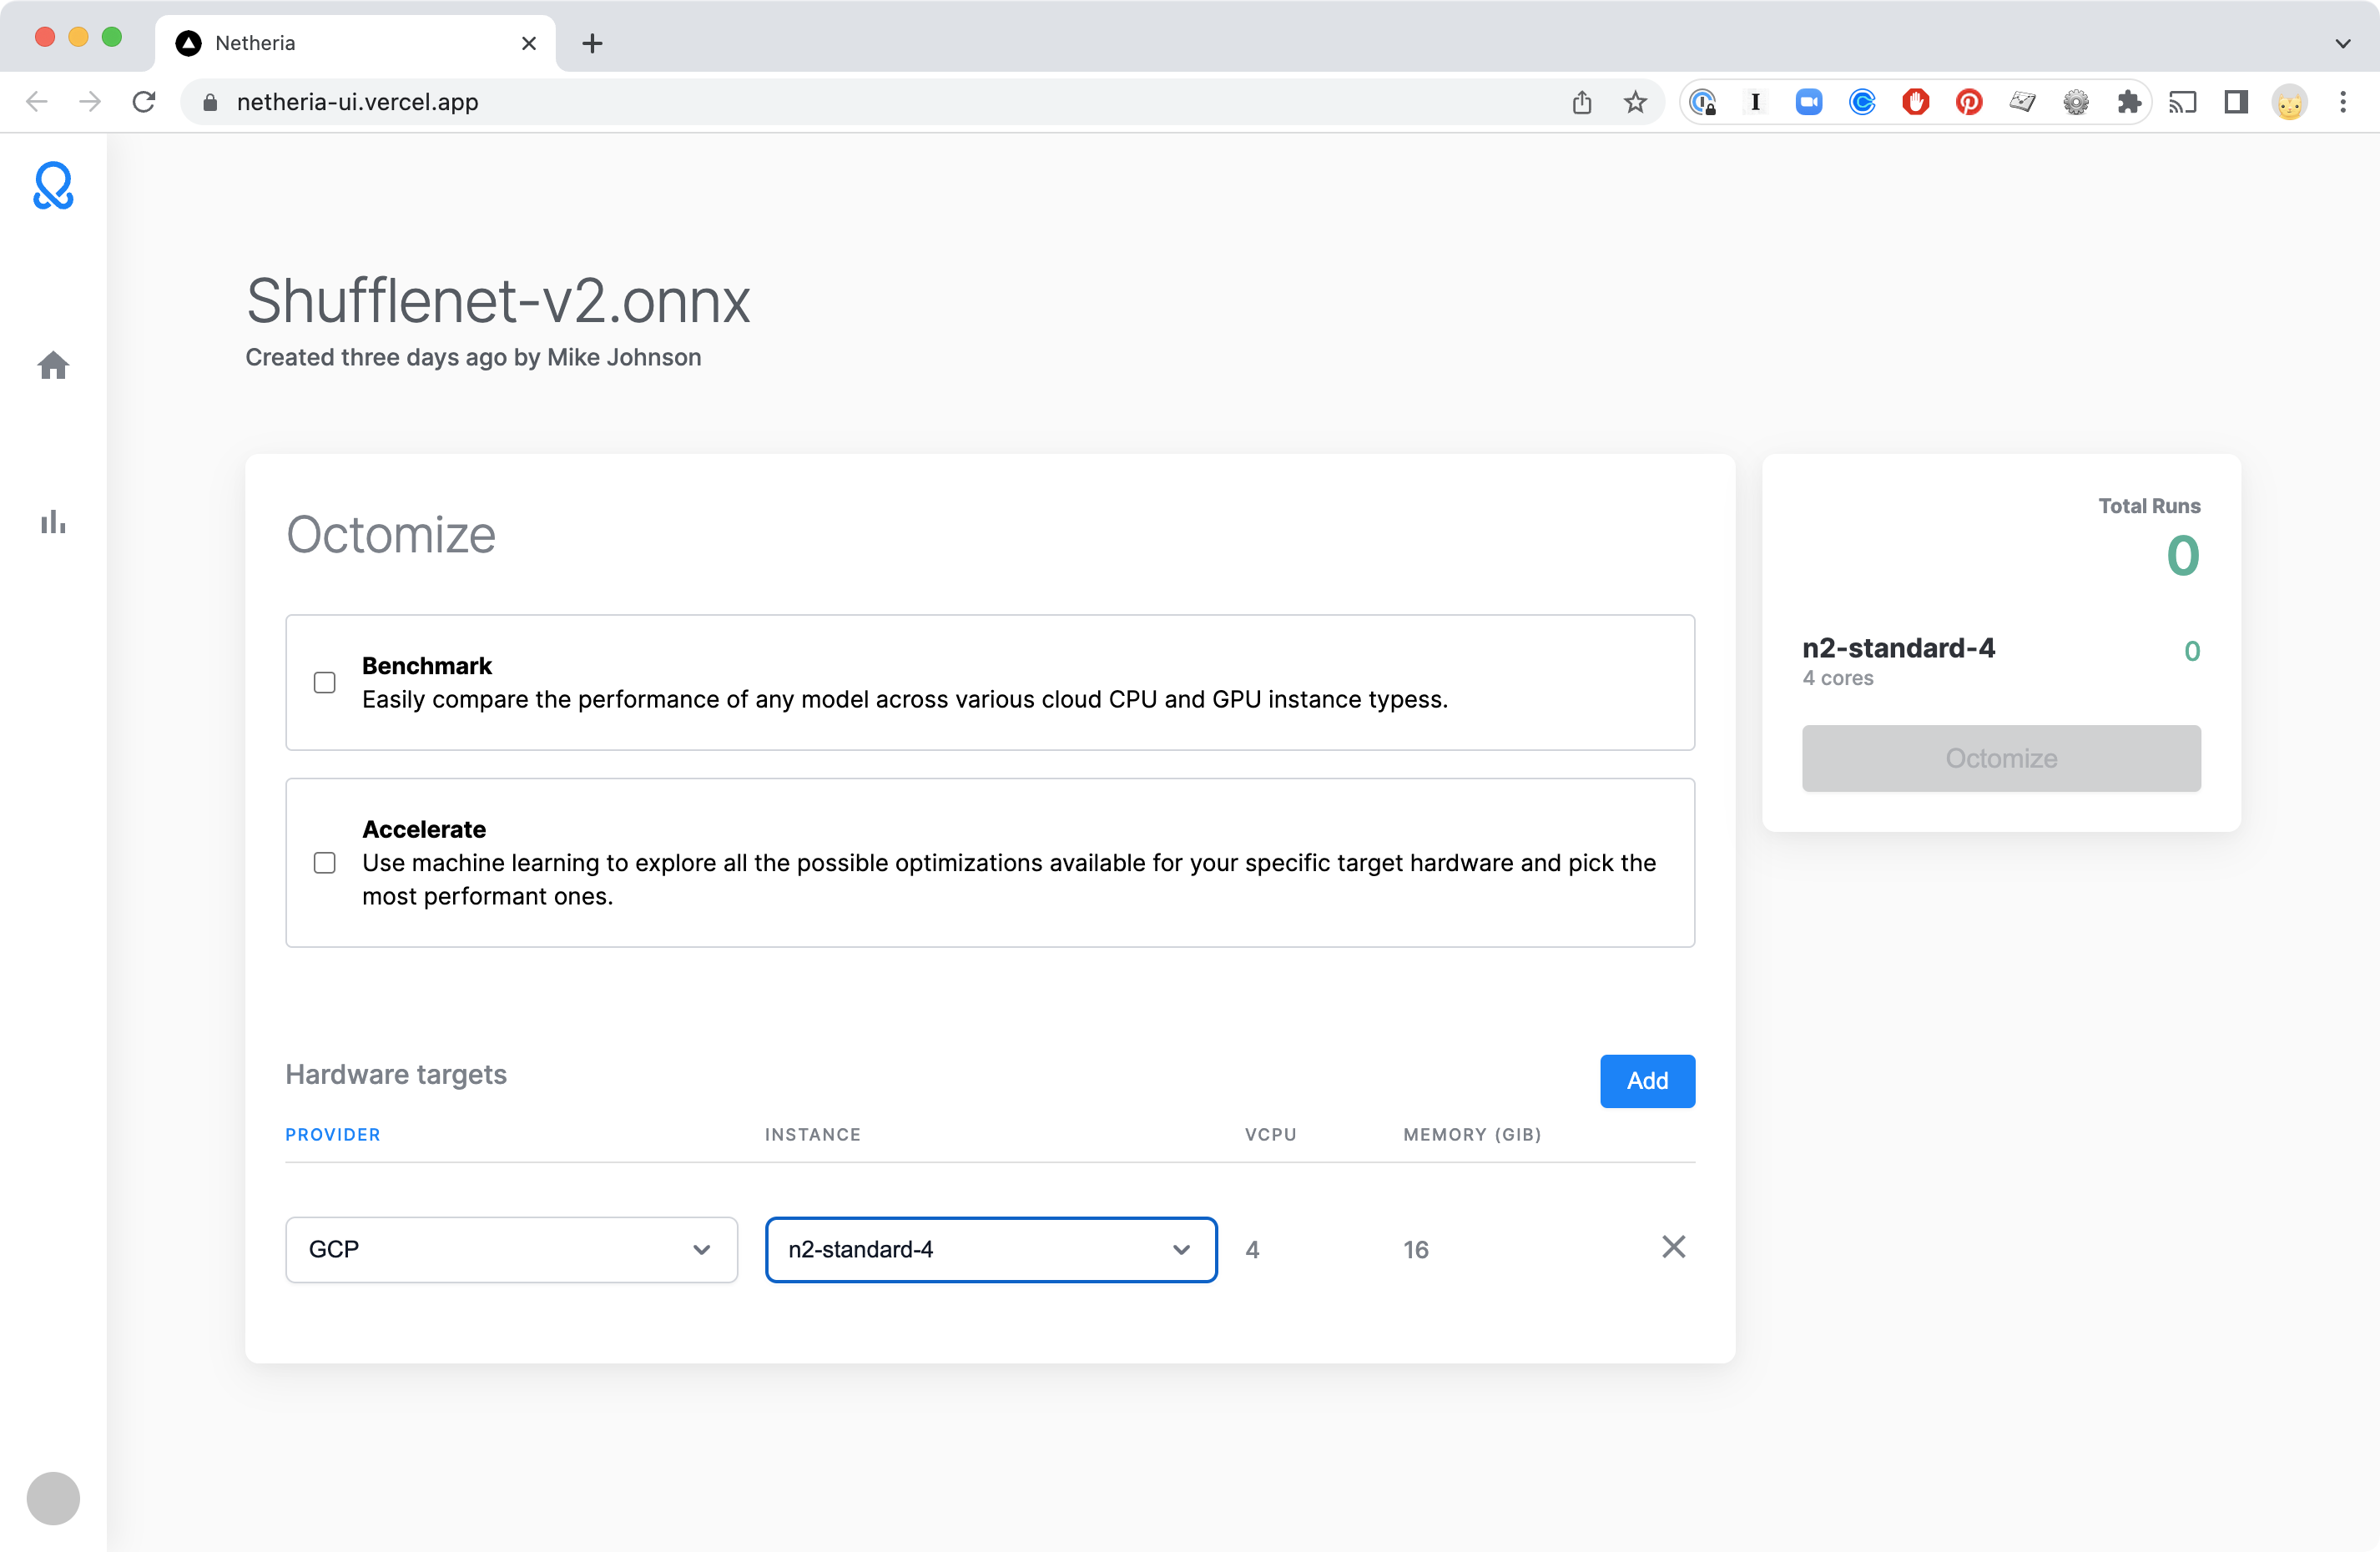 Netheria
netheria-ui.vercel.app
Shufflenet-v2.onnx
Created three days ago by Mike Johnson
Octomize
Benchmark
Easily compare the performance of any model across various cloud CPU and GPU instance typess.
Accelerate
Use machine learning to explore all the possible optimizations available for your specific target hardware and pick the
most performant ones.
Hardware targets
Add
PROVIDER INSTANCE VCPU MEMORY (GIB)
GCP n2-standard-4 4 16
Total Runs
0
n2-standard-4 0
4 cores
Octomize